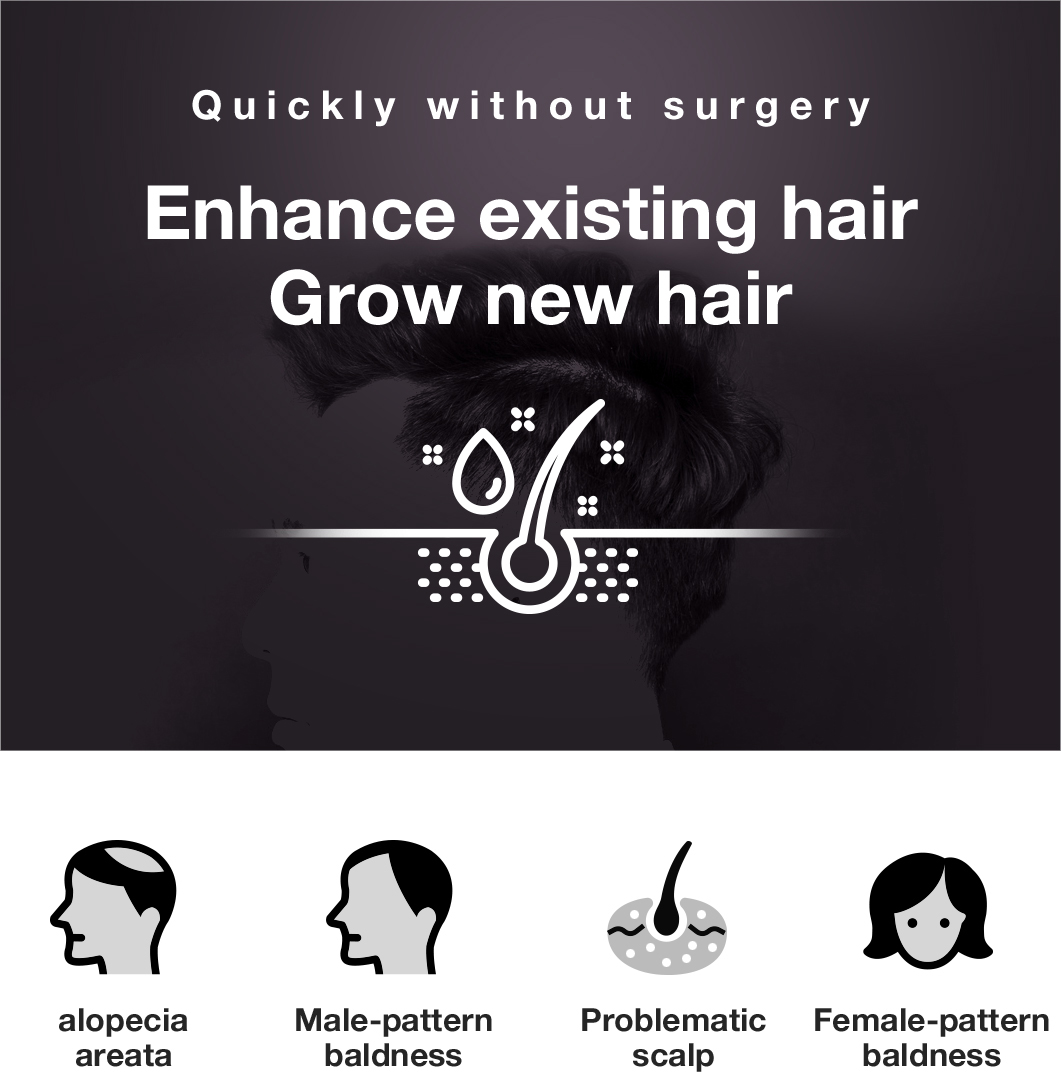 Quickly without surgery
Enhance existing hair
Grow new hair
alopecia
areata
Male-pattern
baldness
Problematic
scalp
Female-pattern
baldness